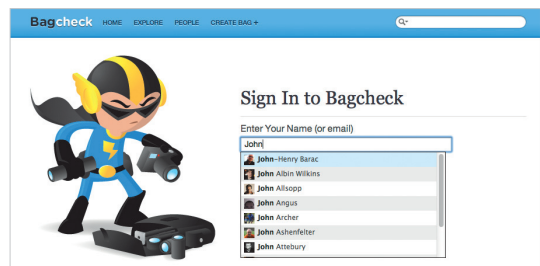 Bagcheck HOME EXPLORE PEOPLE CREATE BAG +
Sign In to Bagcheck
Enter Your Name (or email)
John
John-Henry Barac
John Albin Wilkins
John Allsopp
John Angus
John Archer
John Ashenfelter
John Attebury